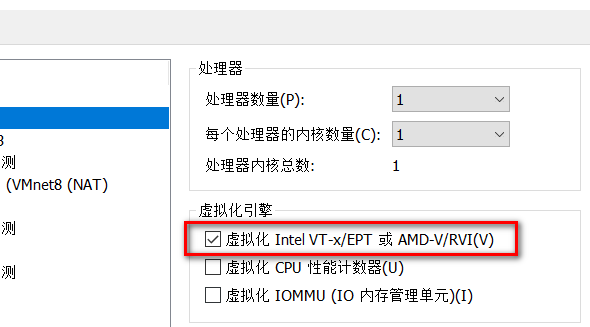 3
测
(VMnet8 (NAT)
测
测
处理器
处理器数量(P):
1
每个处理器的内核数量(C):
1
处理器内核总数:
1
虚拟化引擎
虚拟化 Intel VT-x/EPT 或 AMD-V/RVI(V)
虚拟化 CPU 性能计数器(U)
虚拟化 IOMMU (IO 内存管理单元)(I)